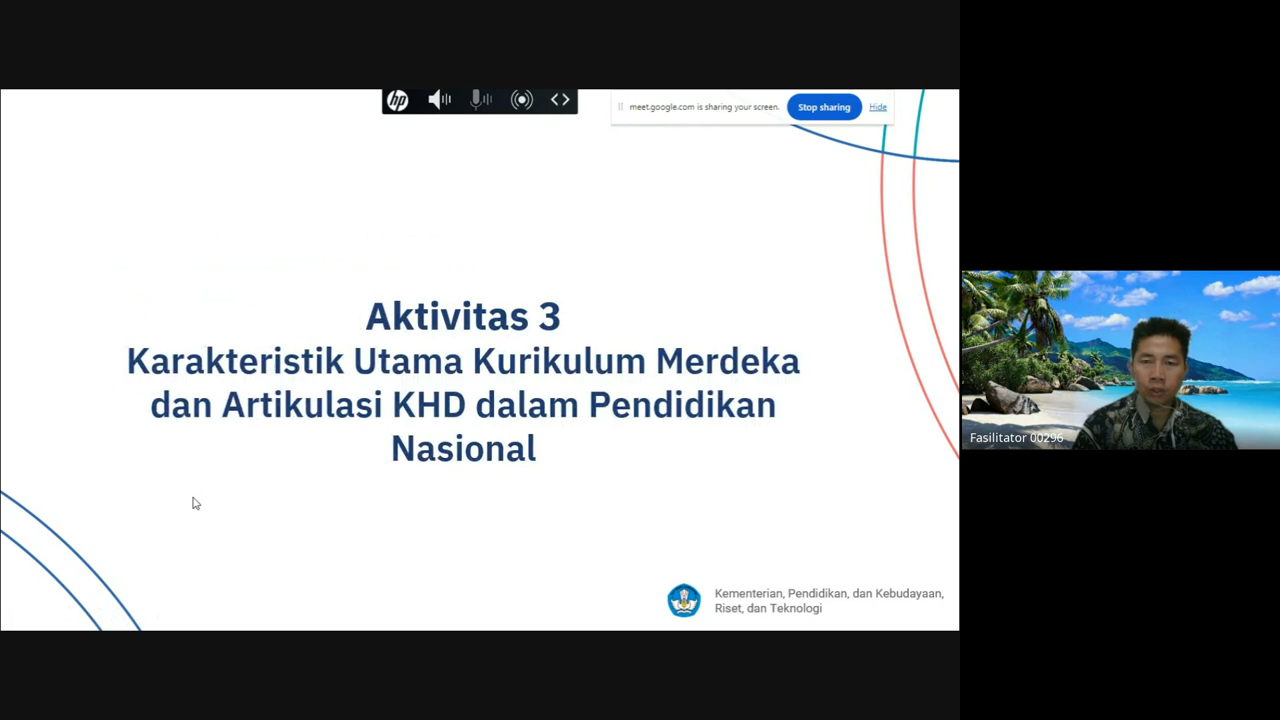 hp
meet.google.com is sharing your screen.
Stop sharing
Hide
Aktivitas 3
Karakteristik Utama Kurikulum Merdeka
dan Artikulasi KHD dalam Pendidikan
Nasional
Fasilitator 00296
Kementerian, Pendidikan, dan Kebudayaan,
Riset, dan Teknologi